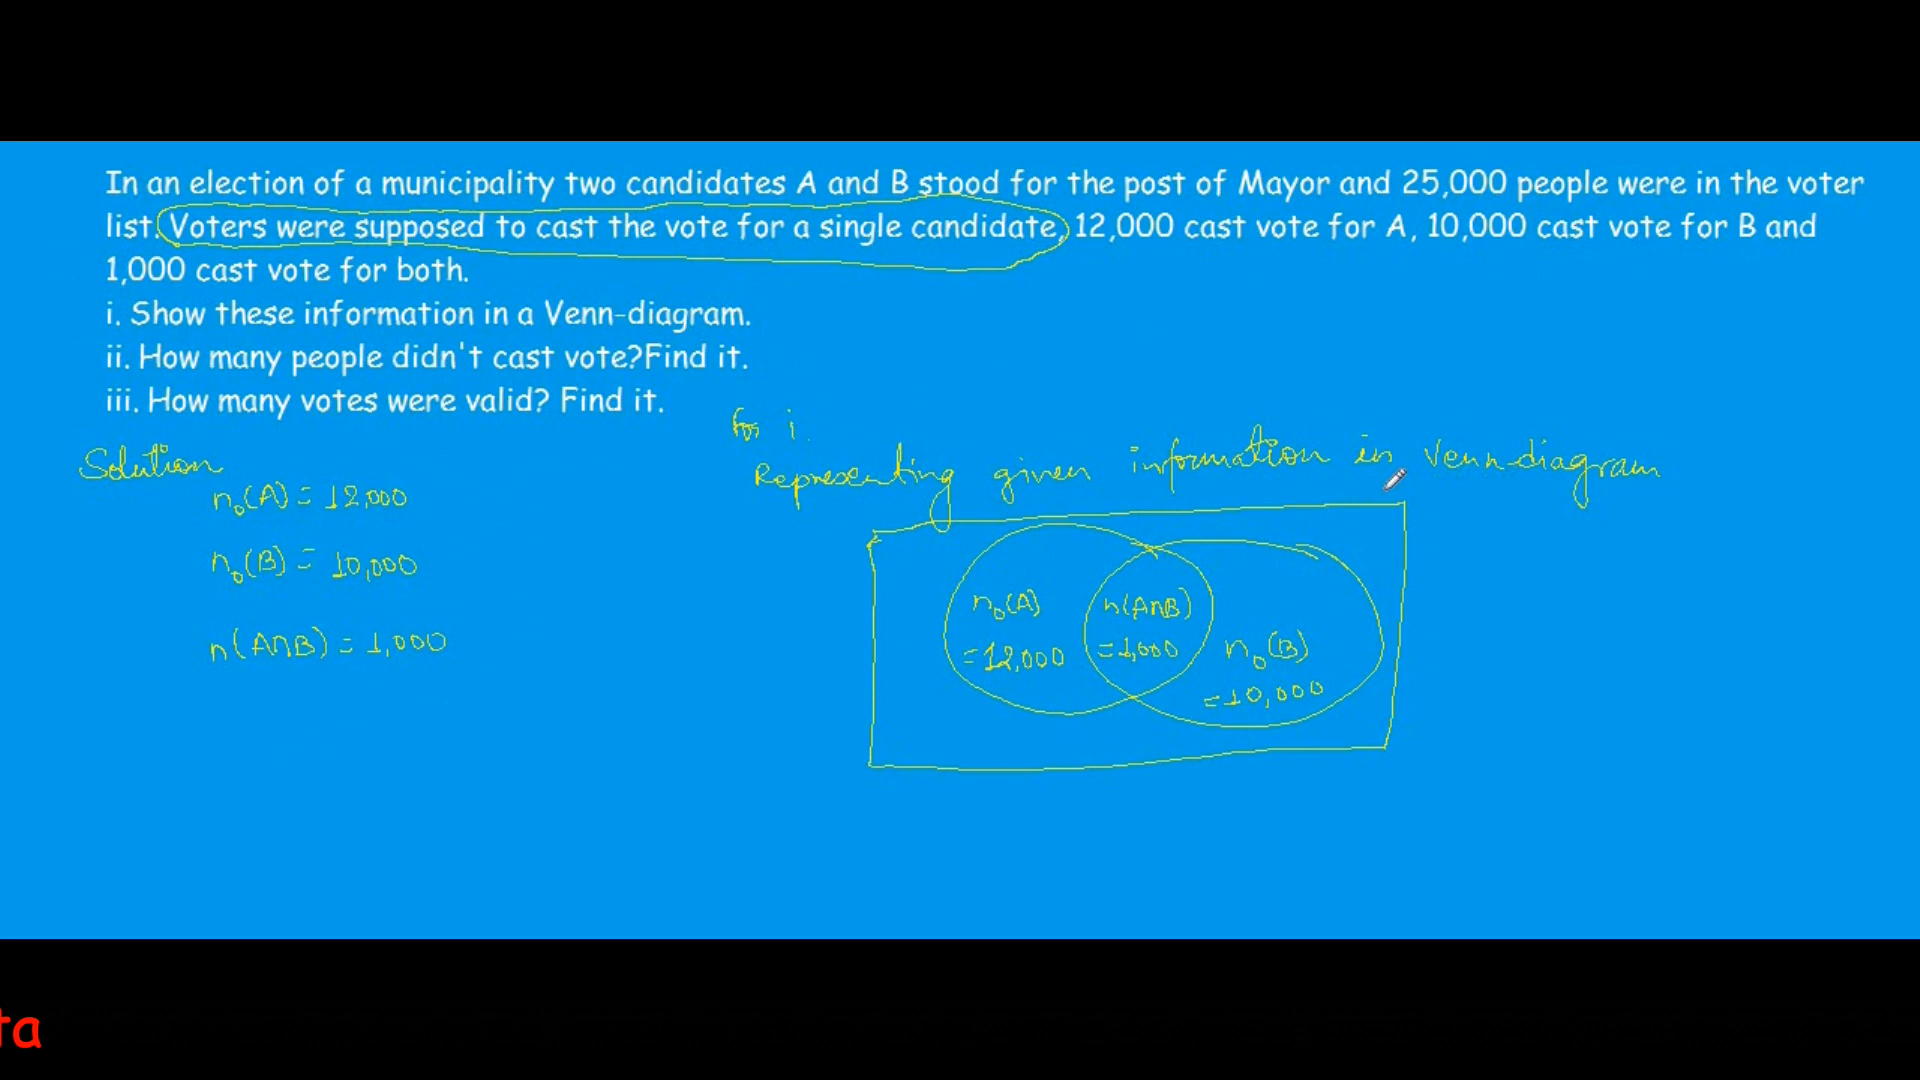 In an election of a municipality two candidates A and B stood for the post of Mayor and 25,000 people were in the voter
list. Voters were supposed to cast the vote for a single candidate, 12,000 cast vote for A, 10,000 cast vote for B and
1,000 cast vote for both.
i. Show these information in a Venn-diagram.
ii. How many people didn't cast vote?Find it.
iii. How many votes were valid? Find it.
for i.
Representing given information in Venn-diagram
Solution
n₀(A) = 12,000
n₀(B) = 10,000
n(A∩B) = 1,000
n₀(A)
= 12,000
n(A∩B)
= 1,000
n₀(B)
= 10,000
ta